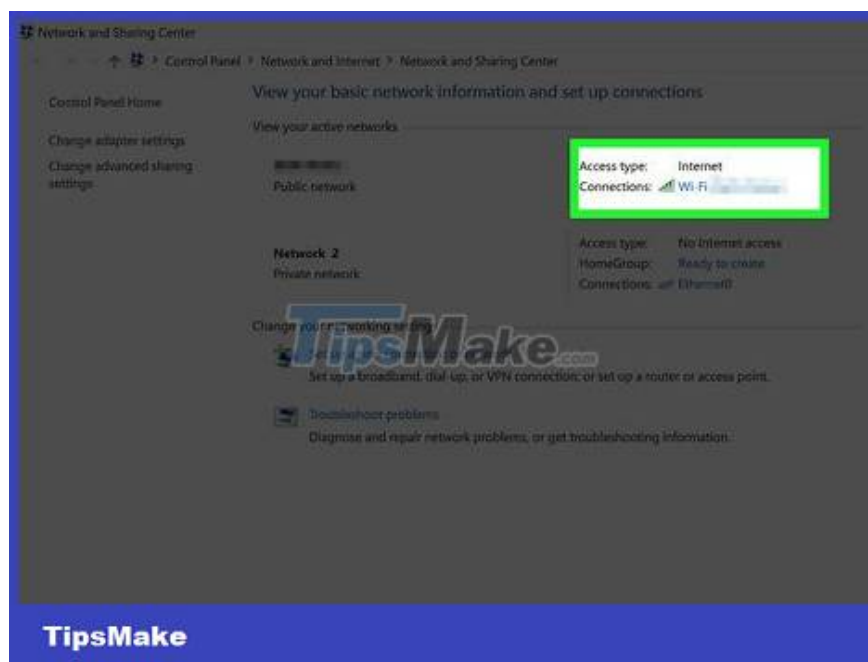 Network and Sharing Center
Control Panel > Network and Internet > Network and Sharing Center
Control Panel Home
Change adapter settings
Change advanced sharing
settings
View your basic network information and set up connections
View your active networks
Public network
Access type: Internet
Connections: Wi-Fi
Network 2
Private network
Access type: No Internet access
HomeGroup: Ready to create
Connections: Ethernet0
Change your networking settings
TipsMake.com
Set up a broadband, dial-up, or VPN connection; or set up a router or access point.
Troubleshoot problems
Diagnose and repair network problems, or get troubleshooting information.
TipsMake